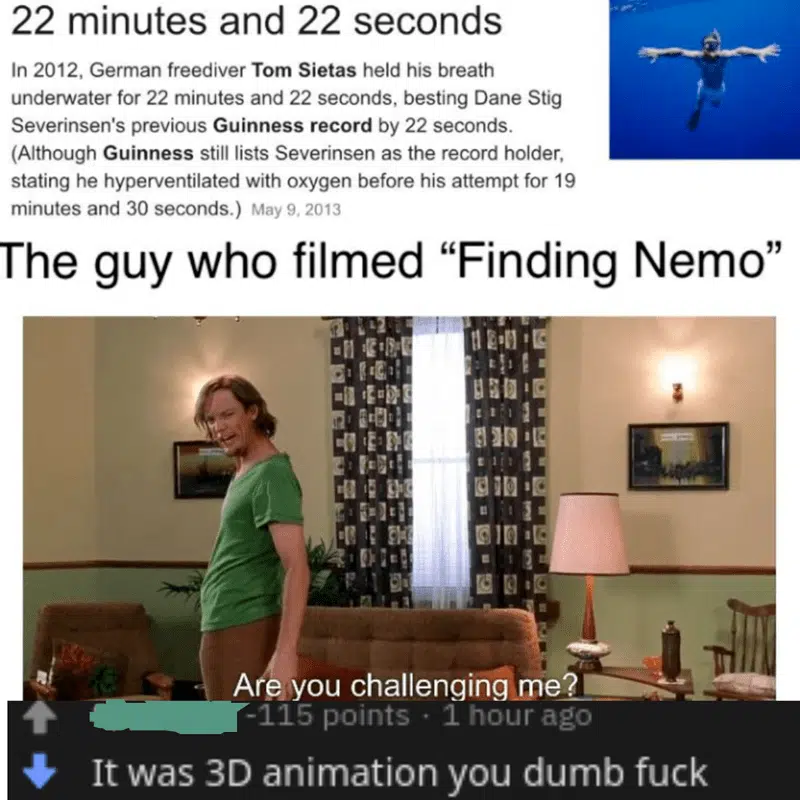 22 minutes and 22 seconds
In 2012, German freediver Tom Sietas held his breath
underwater for 22 minutes and 22 seconds, besting Dane Stig
Severinsen's previous Guinness record by 22 seconds.
(Although Guinness still lists Severinsen as the record holder,
stating he hyperventilated with oxygen before his attempt for 19
minutes and 30 seconds.) May 9, 2013
The guy who filmed “Finding Nemo”
Are you challenging me?
-115 points · 1 hour ago
It was 3D animation you dumb fuck